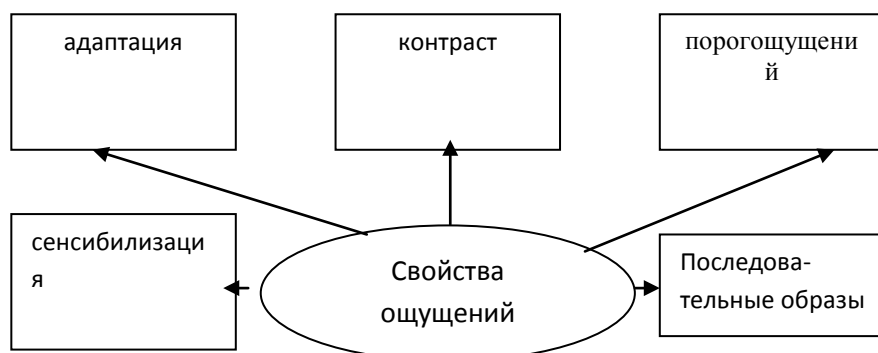 адаптация
контраст
порогощущени
й
сенсибилизаци
я
Свойства
ощущений
Последова-
тельные образы